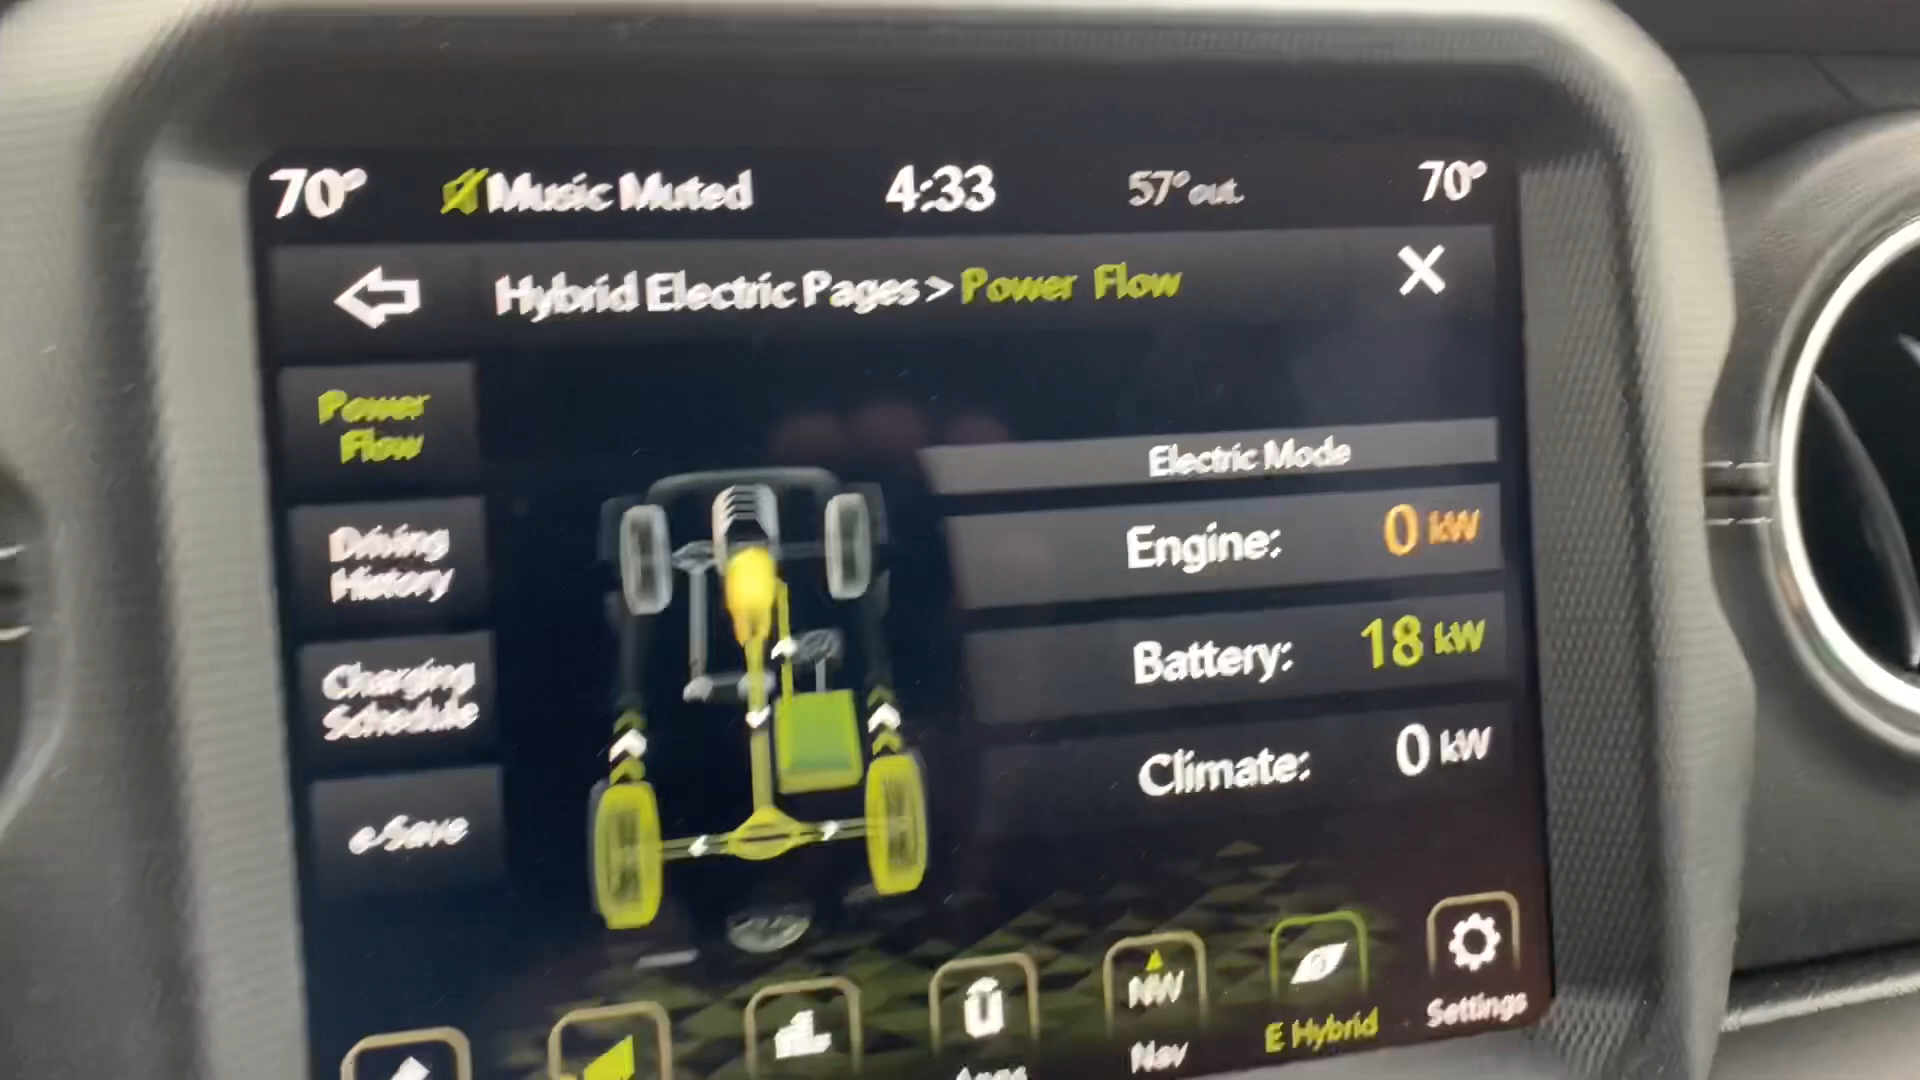 70° Music Muted 4:33 57° out. 70°
Hybrid Electric Pages > Power Flow X
Power
Flow
Driving
History
Charging
Schedule
e-Save
Electric Mode
Engine: 0 kW
Battery: 18 kW
Climate: 0 kW
NW
Apps
Nav
E Hybrid
Settings